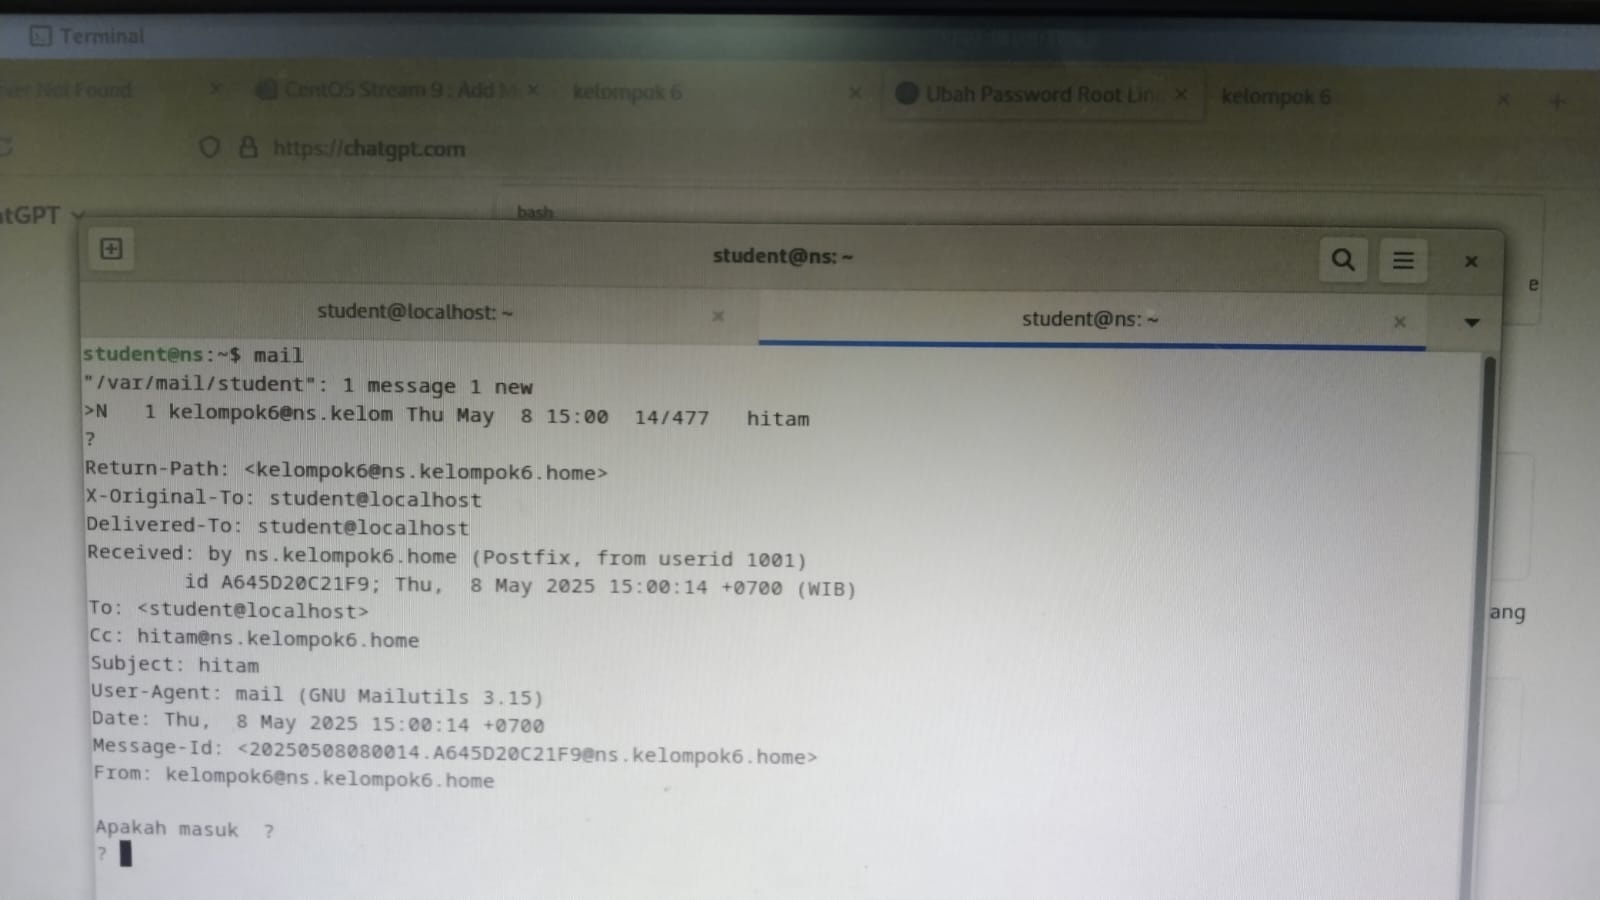 Terminal
ver Not Found
CentOS Stream 9 : Add M
kelompok 6
Ubah Password Root Lin
kelompok 6
https://chatgpt.com
atGPT
bash
student@ns: ~
e
student@localhost: ~
student@ns: ~
student@ns:~$ mail
"/var/mail/student": 1 message 1 new
>N   1 kelompok6@ns.kelom Thu May  8 15:00  14/477   hitam
?
Return-Path: <kelompok6@ns.kelompok6.home>
X-Original-To: student@localhost
Delivered-To: student@localhost
Received: by ns.kelompok6.home (Postfix, from userid 1001)
        id A645D20C21F9; Thu,  8 May 2025 15:00:14 +0700 (WIB)
To: <student@localhost>
ang
Cc: hitam@ns.kelompok6.home
Subject: hitam
User-Agent: mail (GNU Mailutils 3.15)
Date: Thu,  8 May 2025 15:00:14 +0700
Message-Id: <20250508080014.A645D20C21F9@ns.kelompok6.home>
From: kelompok6@ns.kelompok6.home
Apakah masuk  ?
?